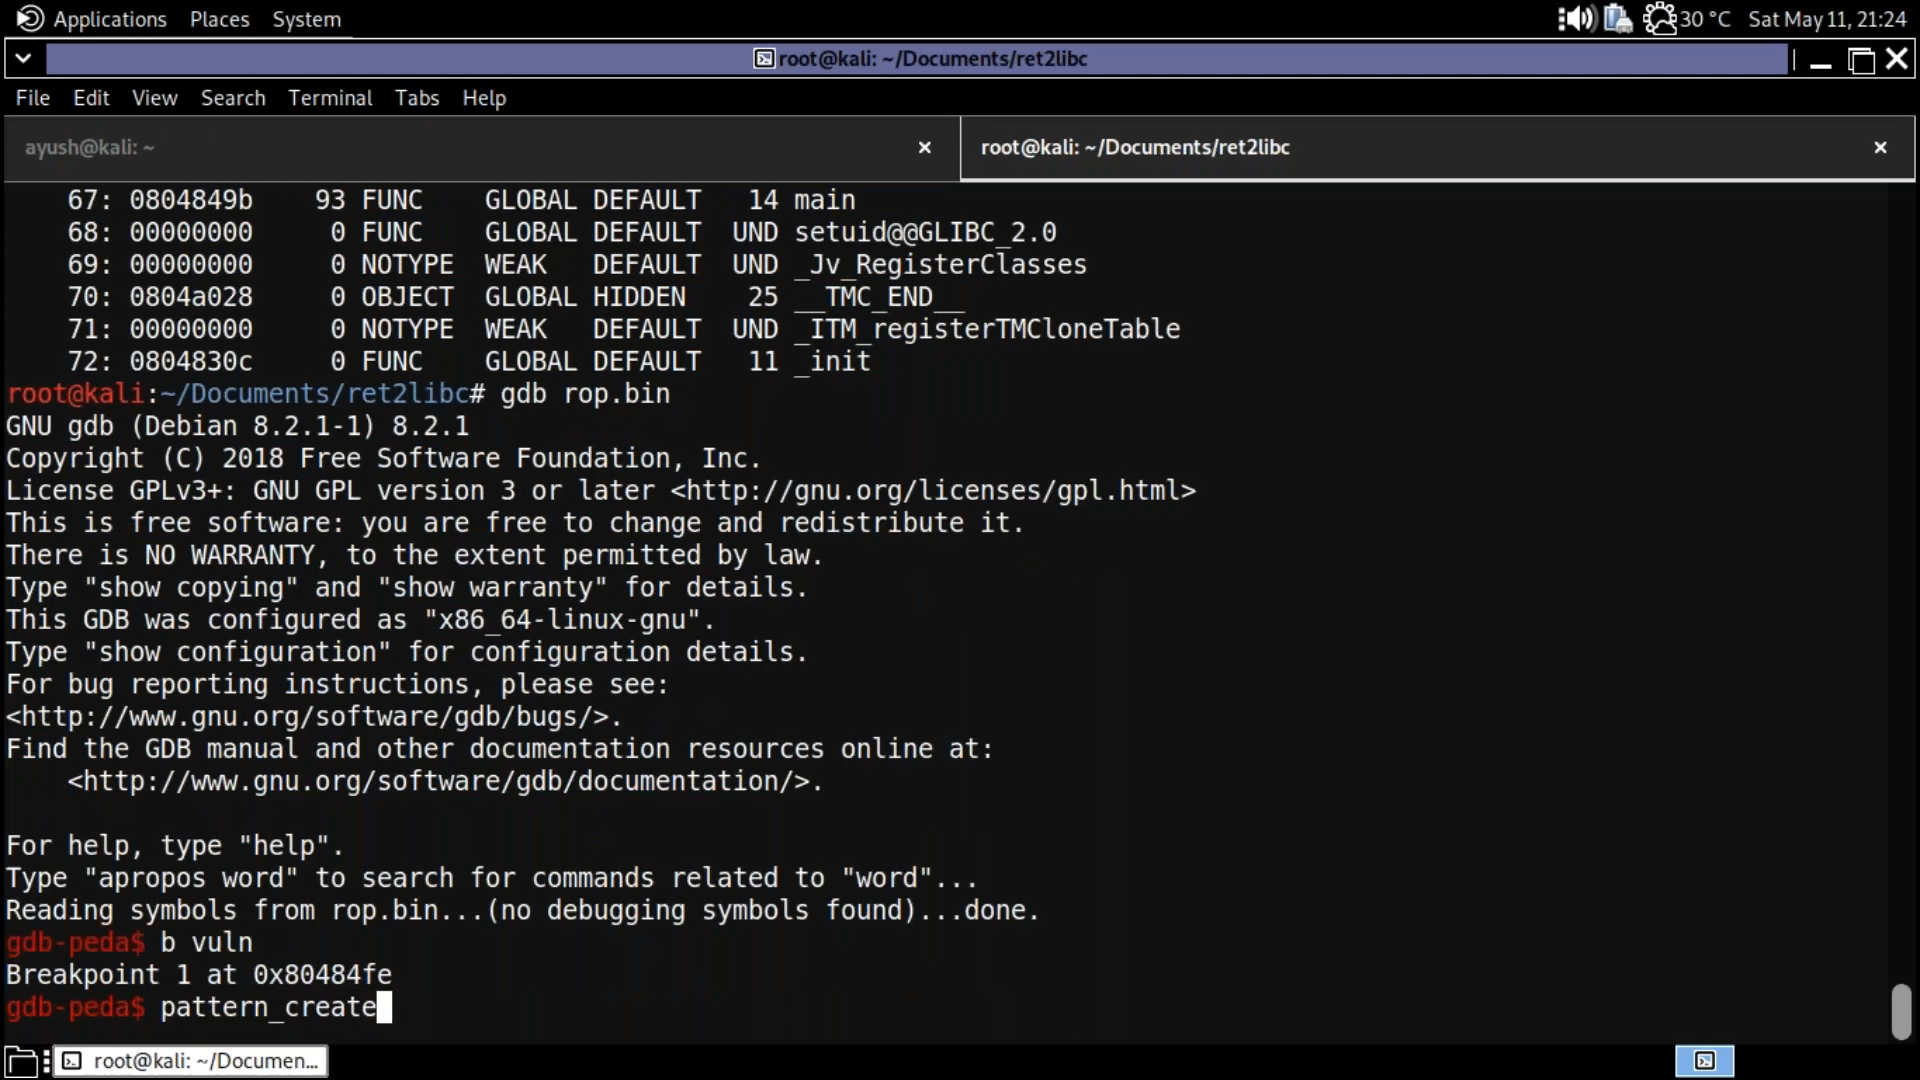 Applications Places System 30 °C Sat May 11, 21:24
root@kali: ~/Documents/ret2libc
File Edit View Search Terminal Tabs Help
ayush@kali: ~ × root@kali: ~/Documents/ret2libc ×
67: 0804849b 93 FUNC GLOBAL DEFAULT 14 main
68: 00000000 0 FUNC GLOBAL DEFAULT UND setuid@@GLIBC_2.0
69: 00000000 0 NOTYPE WEAK DEFAULT UND _Jv_RegisterClasses
70: 0804a028 0 OBJECT GLOBAL HIDDEN 25 __TMC_END__
71: 00000000 0 NOTYPE WEAK DEFAULT UND _ITM_registerTMCloneTable
72: 0804830c 0 FUNC GLOBAL DEFAULT 11 _init
root@kali:~/Documents/ret2libc# gdb rop.bin
GNU gdb (Debian 8.2.1-1) 8.2.1
Copyright (C) 2018 Free Software Foundation, Inc.
License GPLv3+: GNU GPL version 3 or later <http://gnu.org/licenses/gpl.html>
This is free software: you are free to change and redistribute it.
There is NO WARRANTY, to the extent permitted by law.
Type "show copying" and "show warranty" for details.
This GDB was configured as "x86_64-linux-gnu".
Type "show configuration" for configuration details.
For bug reporting instructions, please see:
<http://www.gnu.org/software/gdb/bugs/>.
Find the GDB manual and other documentation resources online at:
<http://www.gnu.org/software/gdb/documentation/>.
For help, type "help".
Type "apropos word" to search for commands related to "word"...
Reading symbols from rop.bin...(no debugging symbols found)...done.
gdb-peda$ b vuln
Breakpoint 1 at 0x80484fe
gdb-peda$ pattern_create
root@kali: ~/Documen...